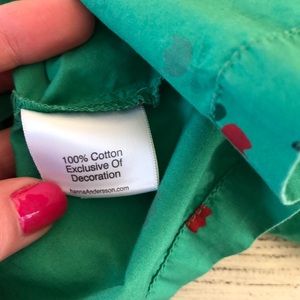 100% Cotton
Exclusive Of
Decoration
hannaAndersson.com